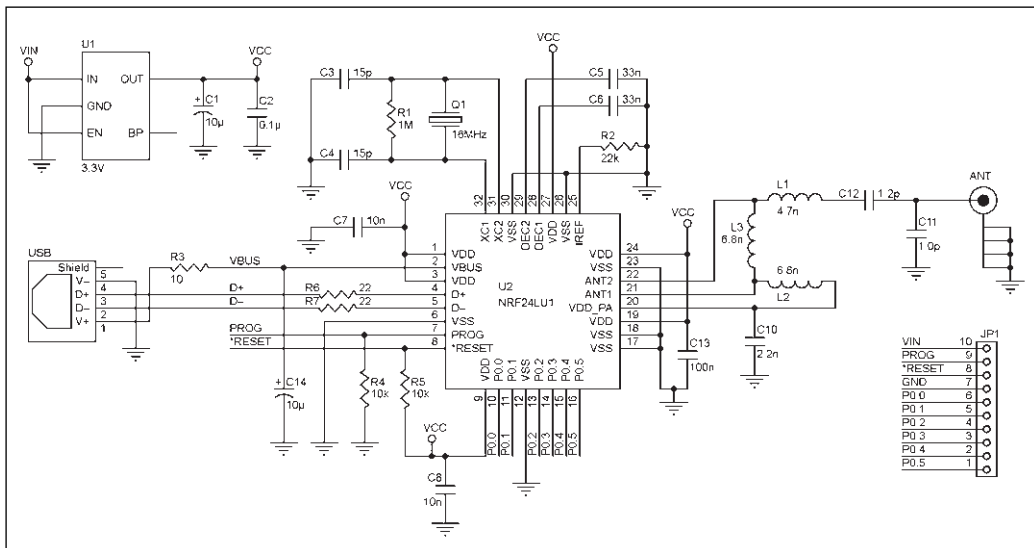 VIN
U1
IN
OUT
GND
EN
BP
3.3V
VCC
C1
+
10µ
C2
0.1µ
C3
15p
R1
1M
Q1
16MHz
C4
15p
VCC
C5
33n
C6
33n
R2
22k
VCC
C7
10n
32
31
30
29
28
27
26
25
XC1
XC2
VSS
DEC2
DEC1
VDD
VSS
IREF
U2
NRF24LU1
1
VDD
2
VBUS
3
VDD
4
D+
5
D–
6
VSS
7
PROG
8
*RESET
24
VDD
23
VSS
22
ANT2
21
ANT1
20
VDD_PA
19
VDD
18
VSS
17
VSS
VDD
P0.0
P0.1
VSS
P0.2
P0.3
P0.4
P0.5
9
10
11
12
13
14
15
16
P0.0
P0.1
P0.2
P0.3
P0.4
P0.5
USB
Shield
V–
D+
D–
V+
5
4
3
2
1
R3
10
VBUS
D+
D–
R6
22
R7
22
PROG
*RESET
+
C14
10µ
R4
10k
R5
10k
VCC
C8
10n
VCC
C13
100n
L1
4.7n
C12
1.2p
ANT
L3
6.8n
C11
1.0p
6.8n
L2
C10
2.2n
JP1
VIN 10
PROG 9
*RESET 8
GND 7
P0.0 6
P0.1 5
P0.2 4
P0.3 3
P0.4 2
P0.5 1